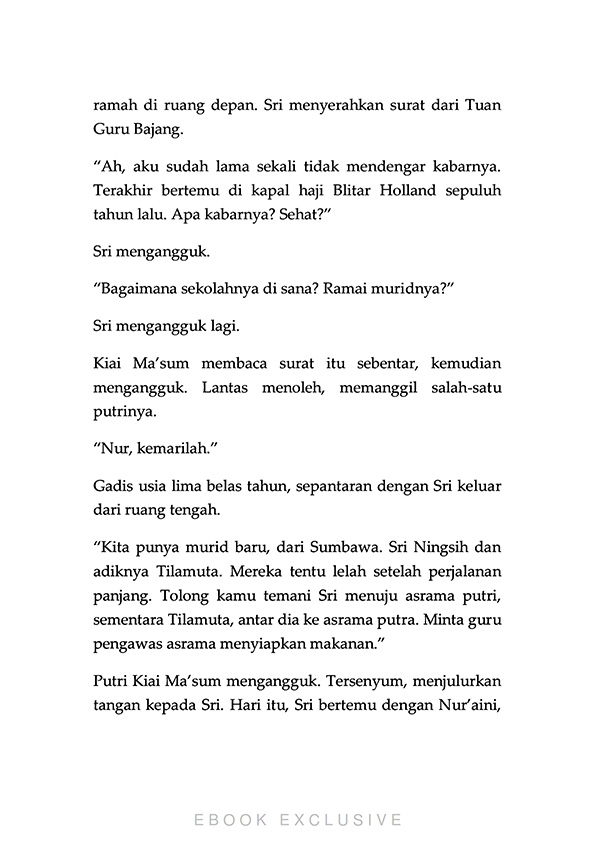 ramah di ruang depan. Sri menyerahkan surat dari Tuan
Guru Bajang.
“Ah, aku sudah lama sekali tidak mendengar kabarnya.
Terakhir bertemu di kapal haji Blitar Holland sepuluh
tahun lalu. Apa kabarnya? Sehat?”
Sri mengangguk.
“Bagaimana sekolahnya di sana? Ramai muridnya?”
Sri mengangguk lagi.
Kiai Ma’sum membaca surat itu sebentar, kemudian
mengangguk. Lantas menoleh, memanggil salah-satu
putrinya.
“Nur, kemarilah.”
Gadis usia lima belas tahun, sepantaran dengan Sri keluar
dari ruang tengah.
“Kita punya murid baru, dari Sumbawa. Sri Ningsih dan
adiknya Tilamuta. Mereka tentu lelah setelah perjalanan
panjang. Tolong kamu temani Sri menuju asrama putri,
sementara Tilamuta, antar dia ke asrama putra. Minta guru
pengawas asrama menyiapkan makanan.”
Putri Kiai Ma’sum mengangguk. Tersenyum, menjulurkan
tangan kepada Sri. Hari itu, Sri bertemu dengan Nur’aini,
EBOOK EXCLUSIVE